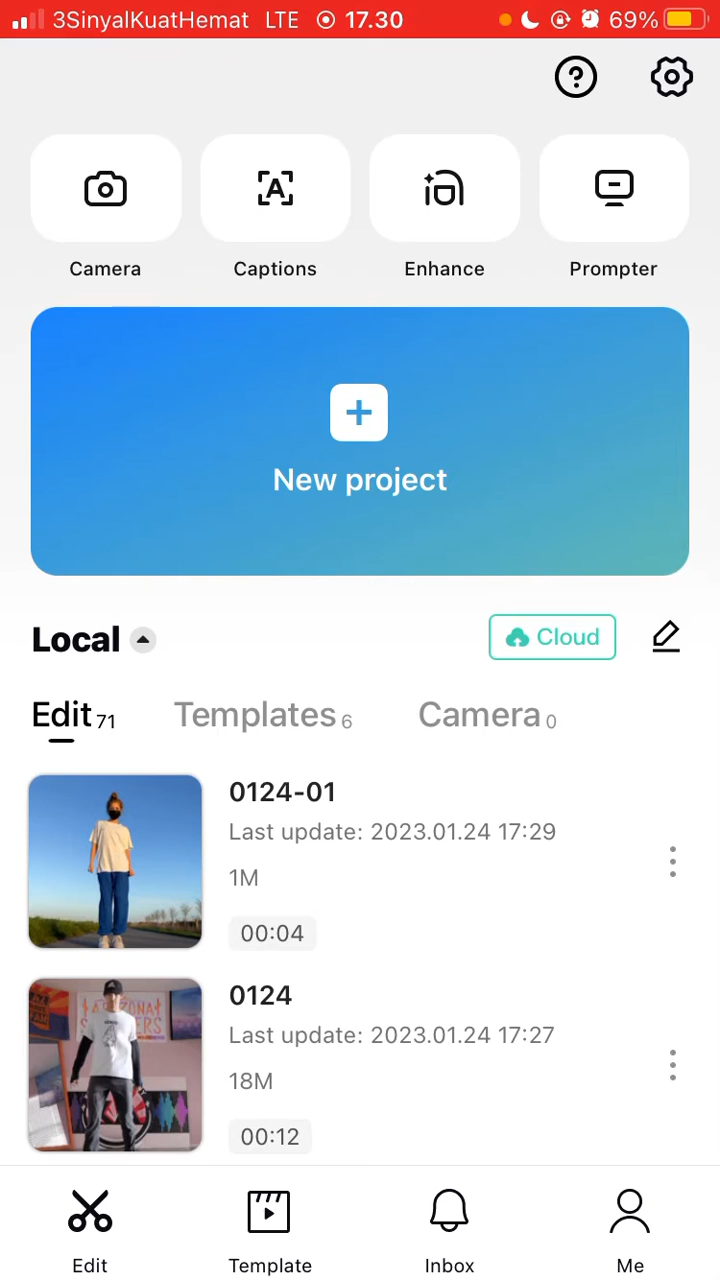 3SinyalKuatHemat LTE 17.30 69%
Camera Captions Enhance Prompter
New project
Local Cloud
Edit 71 Templates 6 Camera 0
0124-01
Last update: 2023.01.24 17:29
1M
00:04
0124
Last update: 2023.01.24 17:27
18M
00:12
Edit Template Inbox Me